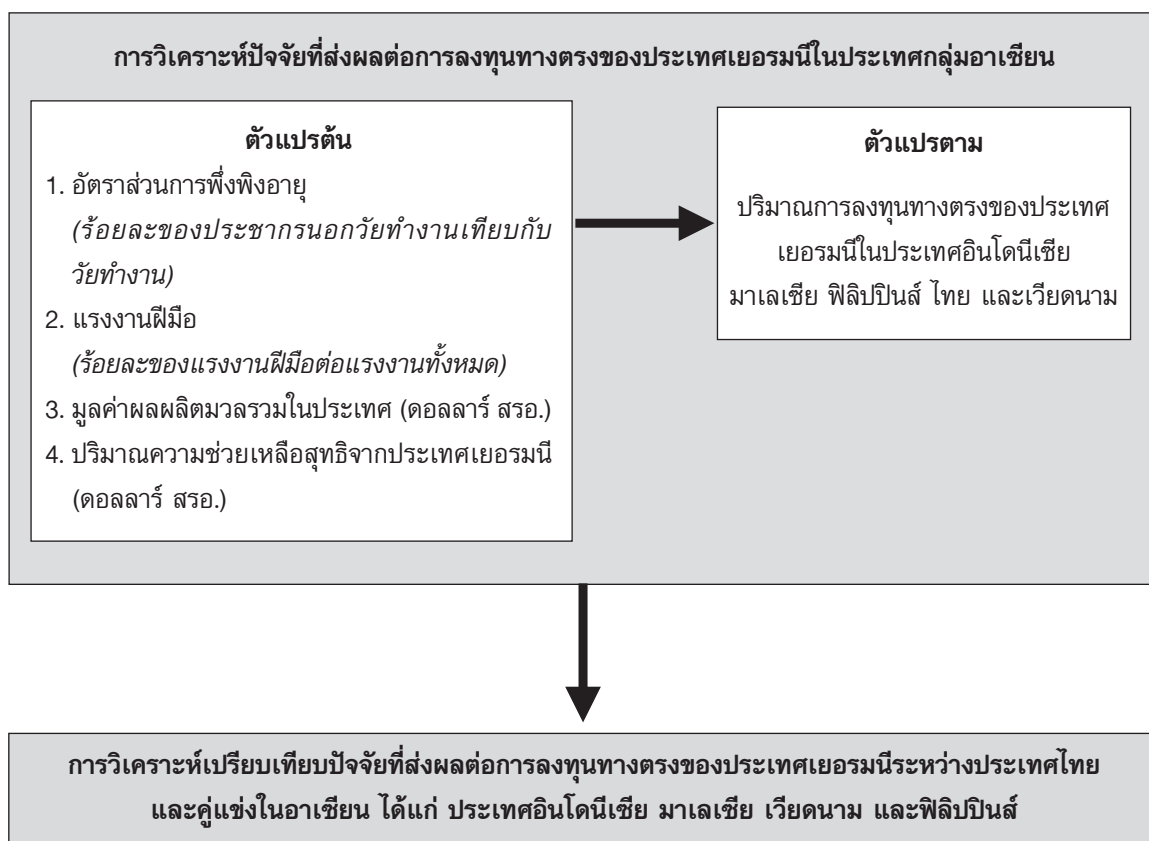 การวิเคราะห์ปัจจัยที่ส่งผลต่อการลงทุนทางตรงของประเทศเยอรมนีในประเทศกลุ่มอาเซียน
ตัวแปรต้น
1. อัตราส่วนการพึ่งพิงอายุ
(ร้อยละของประชากรนอกวัยทำงานเทียบกับ
วัยทำงาน)
2. แรงงานฝีมือ
(ร้อยละของแรงงานฝีมือต่อแรงงานทั้งหมด)
3. มูลค่าผลผลิตมวลรวมในประเทศ (ดอลลาร์ สรอ.)
4. ปริมาณความช่วยเหลือสุทธิจากประเทศเยอรมนี
(ดอลลาร์ สรอ.)
ตัวแปรตาม
ปริมาณการลงทุนทางตรงของประเทศ
เยอรมนีในประเทศอินโดนีเซีย
มาเลเซีย ฟิลิปปินส์ ไทย และเวียดนาม
การวิเคราะห์เปรียบเทียบปัจจัยที่ส่งผลต่อการลงทุนทางตรงของประเทศเยอรมนีระหว่างประเทศไทย
และคู่แข่งในอาเซียน ได้แก่ ประเทศอินโดนีเซีย มาเลเซีย เวียดนาม และฟิลิปปินส์